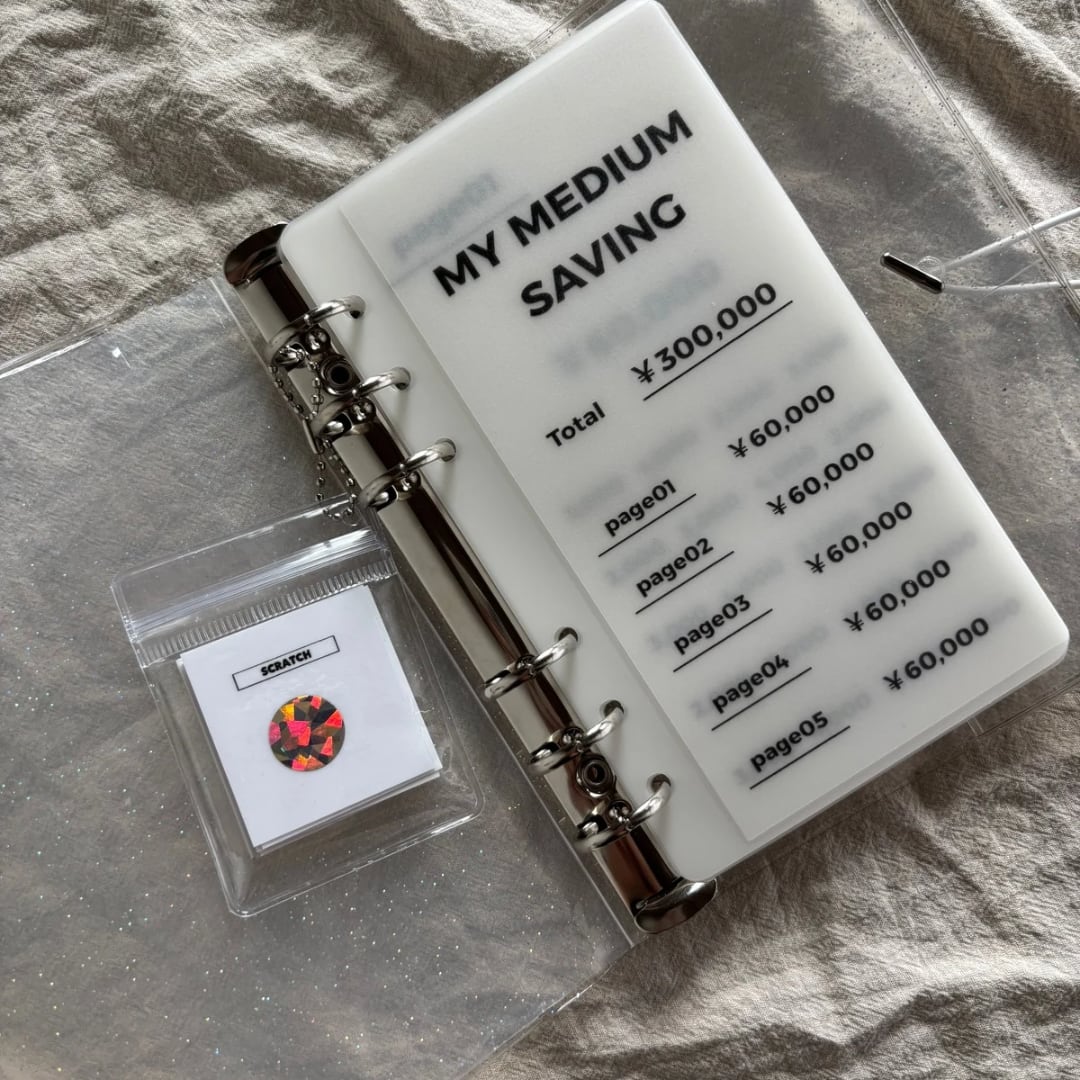 MY MEDIUM
SAVING
Total ¥300,000
page01 ¥60,000
page02 ¥60,000
page03 ¥60,000
page04 ¥60,000
page05 ¥60,000
SCRATCH